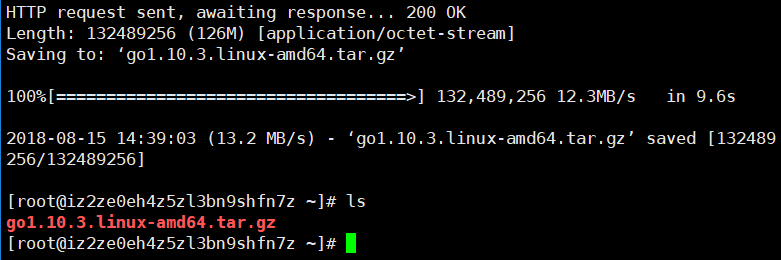 HTTP request sent, awaiting response... 200 OK
Length: 132489256 (126M) [application/octet-stream]
Saving to: ‘go1.10.3.linux-amd64.tar.gz’
100%[===================================>] 132,489,256 12.3MB/s   in 9.6s
2018-08-15 14:39:03 (13.2 MB/s) - ‘go1.10.3.linux-amd64.tar.gz’ saved [132489
256/132489256]
[root@iz2ze0eh4z5zl3bn9shfn7z ~]# ls
go1.10.3.linux-amd64.tar.gz
[root@iz2ze0eh4z5zl3bn9shfn7z ~]#